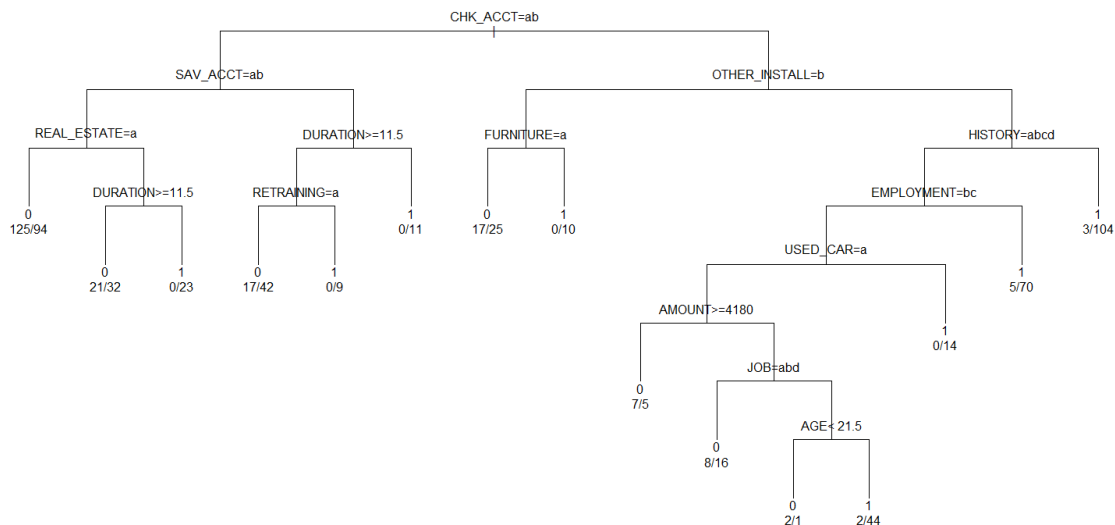 CHK_ACCT=ab
SAV_ACCT=ab
OTHER_INSTALL=b
REAL_ESTATE=a
DURATION>=11.5
FURNITURE=a
HISTORY=abcd
DURATION>=11.5
RETRAINING=a
EMPLOYMENT=bc
0
125/94
1
0/11
0
17/25
1
0/10
1
3/104
USED_CAR=a
0
21/32
1
0/23
0
17/42
1
0/9
1
5/70
AMOUNT>=4180
1
0/14
JOB=abd
0
7/5
AGE< 21.5
0
8/16
0
2/1
1
2/44